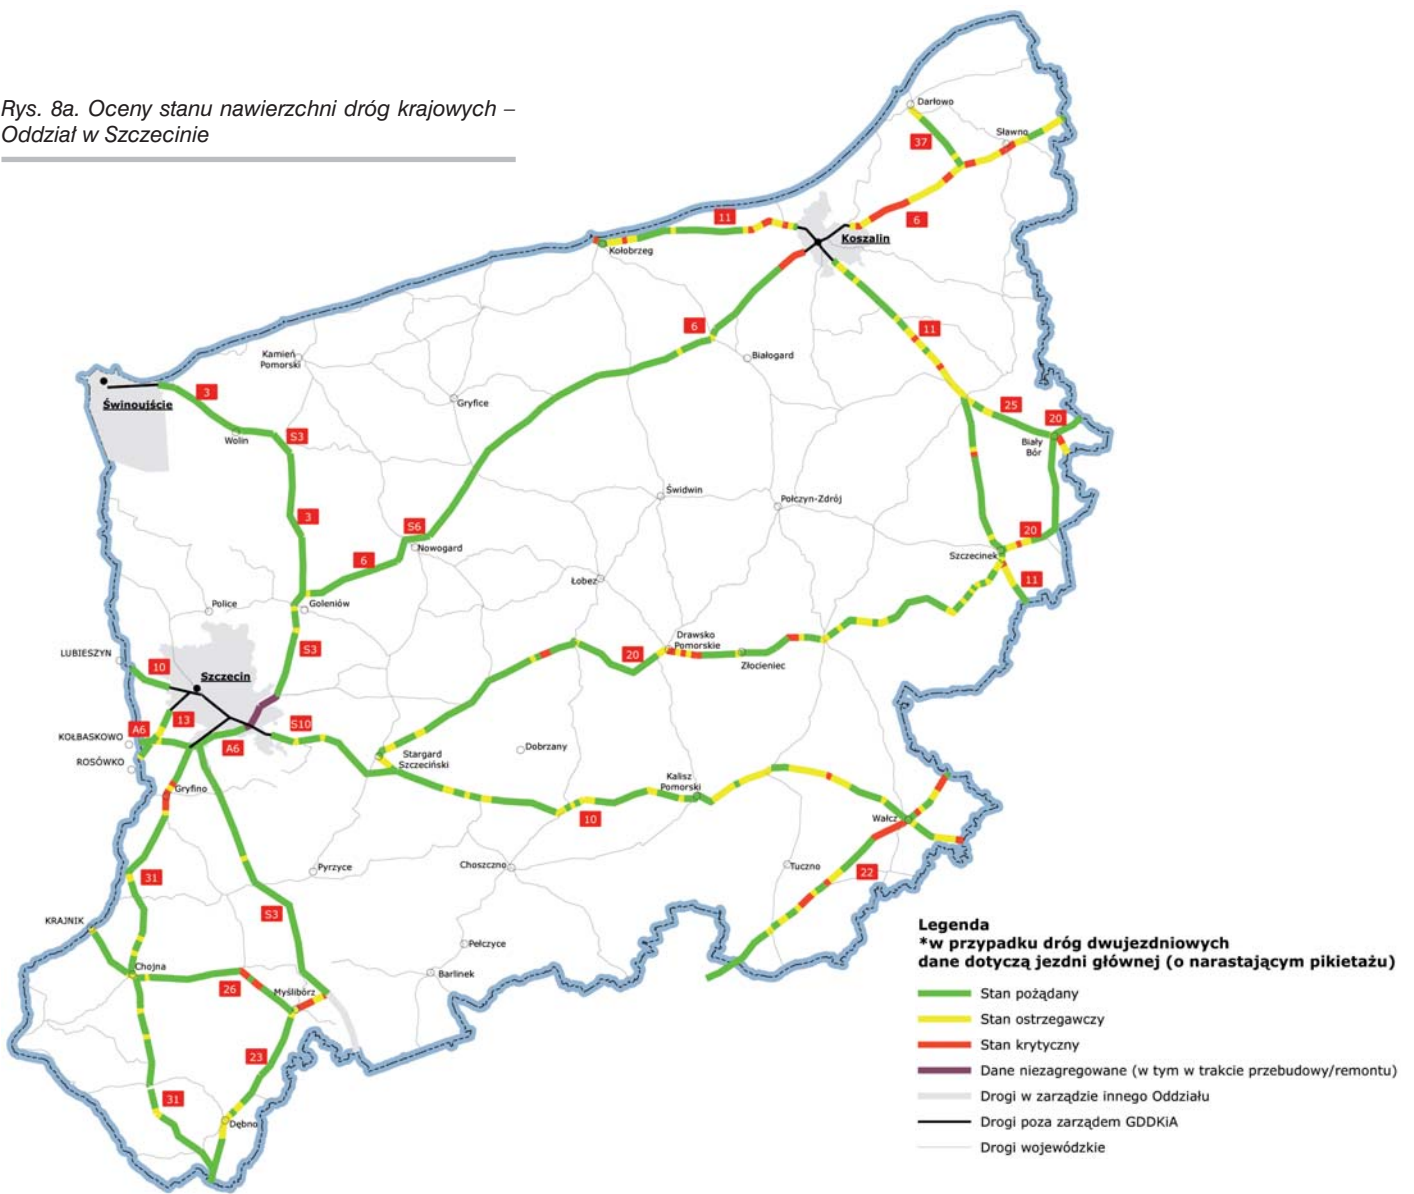 Rys. 8a. Oceny stanu nawierzchni dróg krajowych –
Oddział w Szczecinie
Darłowo
37
Sławno
11
6
Koszalin
Kołobrzeg
6
11
Białogard
Kamień
Pomorski
3
Świnoujście
Gryfice
25
20
Wolin
S3
Biały
Bór
Świdwin
Połczyn-Zdrój
3
S6
20
Nowogard
Szczecinek
6
11
Łobez
Police
Goleniów
Drawsko
Pomorskie
LUBIESZYN
S3
20
10
Złocieniec
Szczecin
13
S10
A6
KOŁBASKOWO
A6
Dobrzany
Stargard
Szczeciński
ROSÓWKO
Kalisz
Pomorski
Gryfino
10
Wałcz
Pyrzyce
Choszczno
Tuczno
22
31
S3
KRAJNIK
Pełczyce
Chojna
Barlinek
26
Myślibórz
23
31
Dębno
Legenda
*w przypadku dróg dwujezdniowych
dane dotyczą jezdni głównej (o narastającym pikietażu)
Stan pożądany
Stan ostrzegawczy
Stan krytyczny
Dane niezagregowane (w tym w trakcie przebudowy/remontu)
Drogi w zarządzie innego Oddziału
Drogi poza zarządem GDDKiA
Drogi wojewódzkie